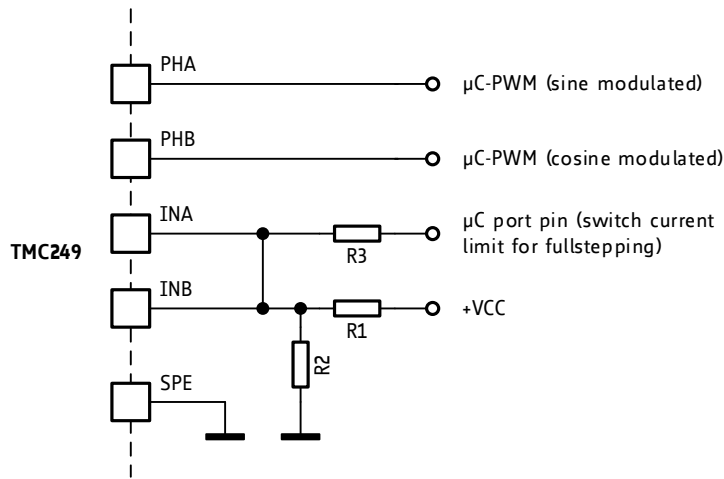 PHA
µC-PWM (sine modulated)
PHB
µC-PWM (cosine modulated)
INA
µC port pin (switch current
limit for fullstepping)
R3
TMC249
INB
+VCC
R1
R2
SPE